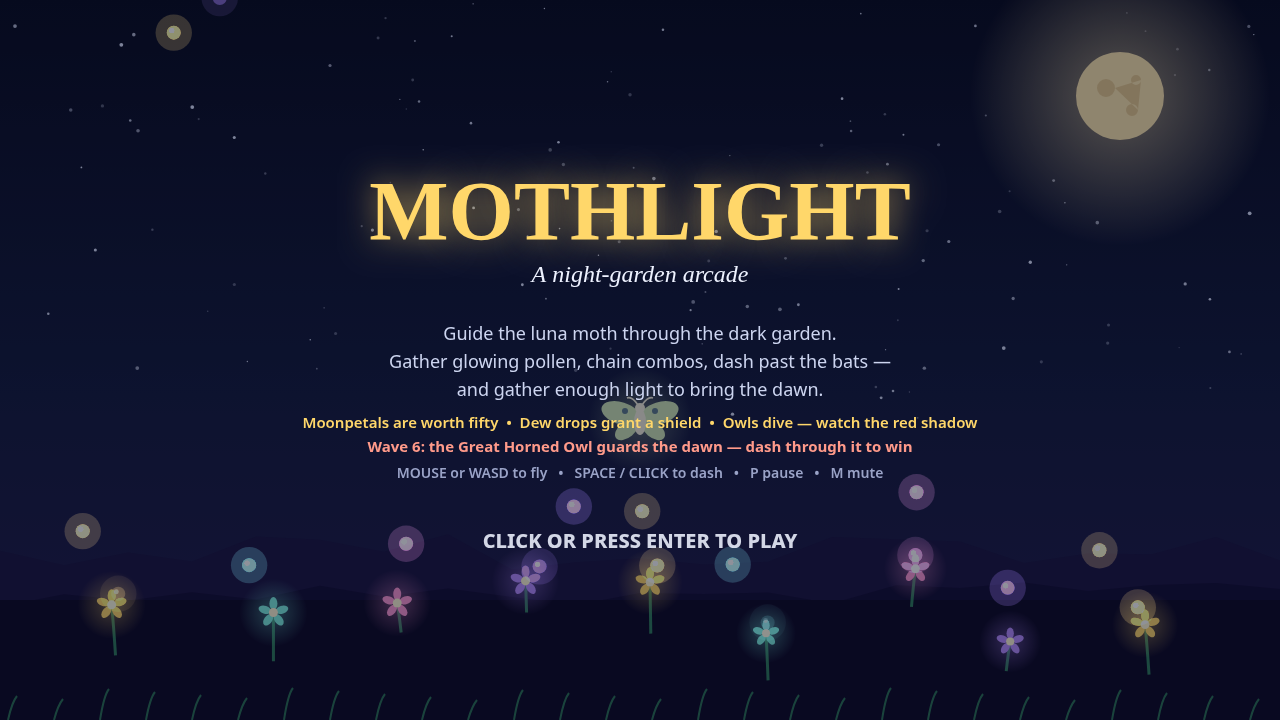 MOTHLIGHT
A night-garden arcade
Guide the luna moth through the dark garden.
Gather glowing pollen, chain combos, dash past the bats —
and gather enough light to bring the dawn.
Moonpetals are worth fifty • Dew drops grant a shield • Owls dive — watch the red shadow
Wave 6: the Great Horned Owl guards the dawn — dash through it to win
MOUSE or WASD to fly • SPACE / CLICK to dash • P pause • M mute
CLICK OR PRESS ENTER TO PLAY